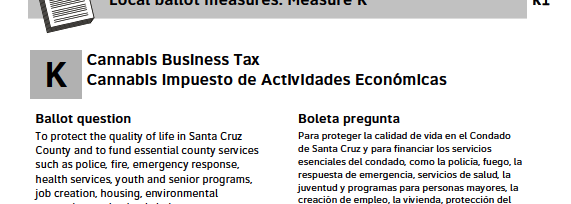 Local ballot measures: Measure K
K1
K
Cannabis Business Tax
Cannabis Impuesto de Actividades Económicas
Ballot question
To protect the quality of life in Santa Cruz
County and to fund essential county services
such as police, fire, emergency response,
health services, youth and senior programs,
job creation, housing, environmental
Boleta pregunta
Para proteger la calidad de vida en el Condado
de Santa Cruz y para financiar los servicios
esenciales del condado, como la policía, fuego, la
respuesta de emergencia, servicios de salud, la
juventud y programas para personas mayores, la
creación de empleo, la vivienda, protección del